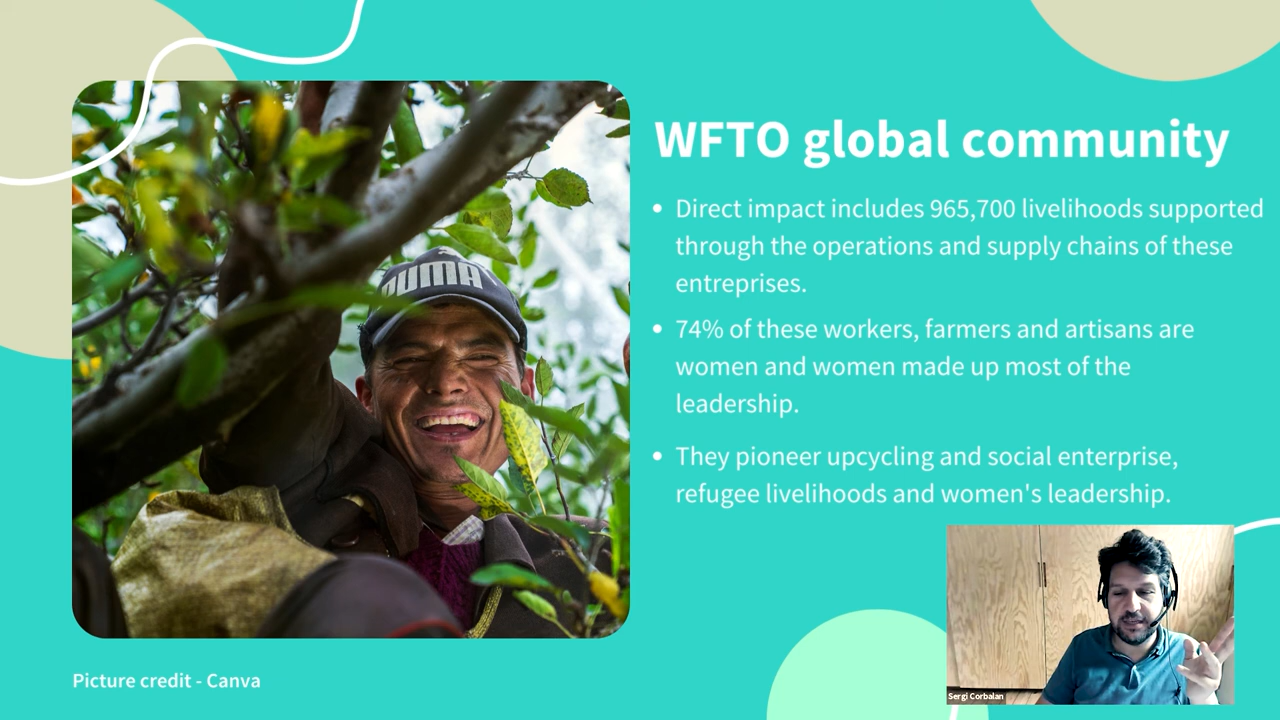 PUMA
WFTO global community
• Direct impact includes 965,700 livelihoods supported
through the operations and supply chains of these
entreprises.
• 74% of these workers, farmers and artisans are
women and women made up most of the
leadership.
• They pioneer upcycling and social enterprise,
refugee livelihoods and women's leadership.
Picture credit - Canva
Sergi Corbalan